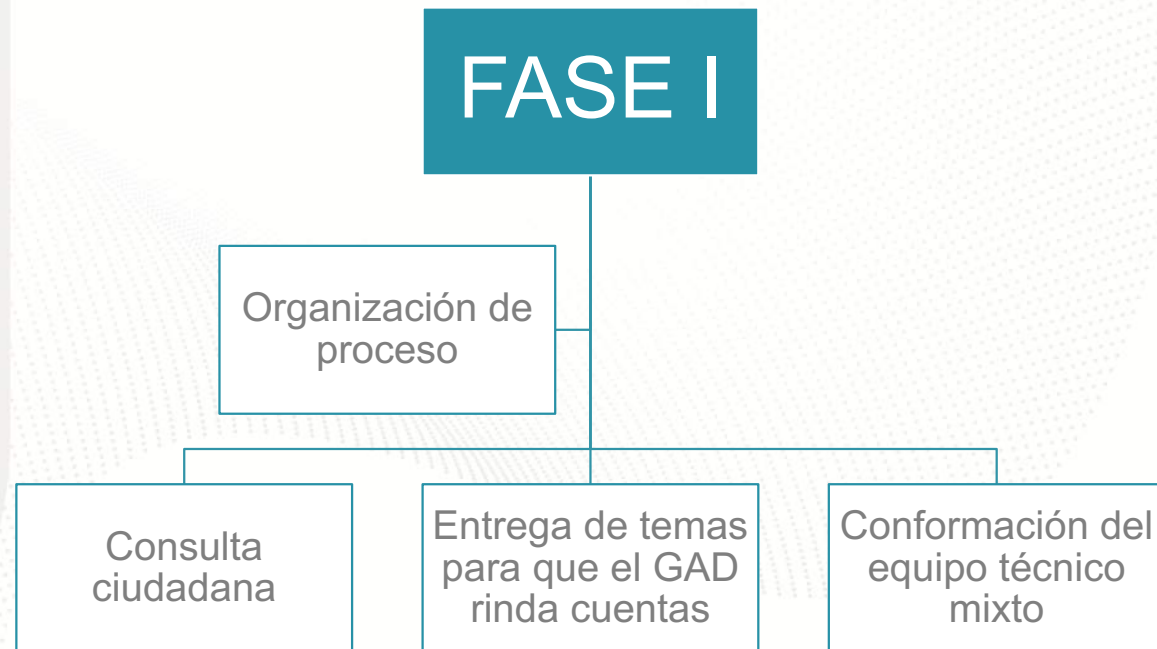 FASE I
Organización de
proceso
Consulta
ciudadana
Entrega de temas
para que el GAD
rinda cuentas
Conformación del
equipo técnico
mixto